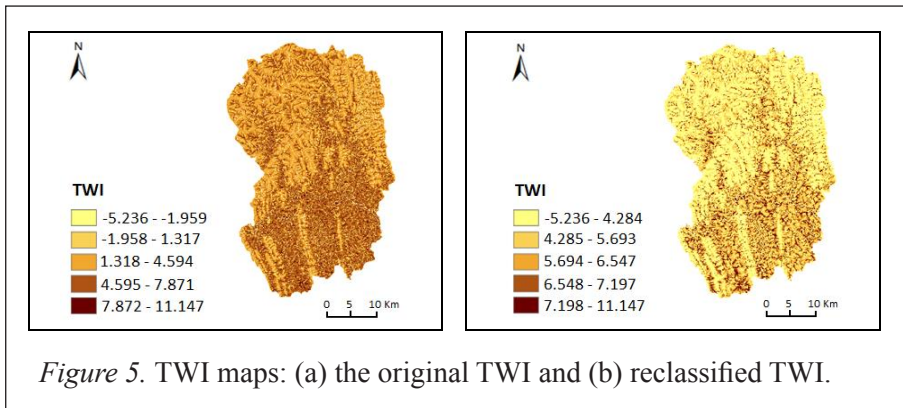 N
TWI
-5.236 - -1.959
-1.958 - 1.317
1.318 - 4.594
4.595 - 7.871
7.872 - 11.147
0 5 10 Km
N
TWI
-5.236 - 4.284
4.285 - 5.693
5.694 - 6.547
6.548 - 7.197
7.198 - 11.147
0 5 10 Km
Figure 5. TWI maps: (a) the original TWI and (b) reclassified TWI.